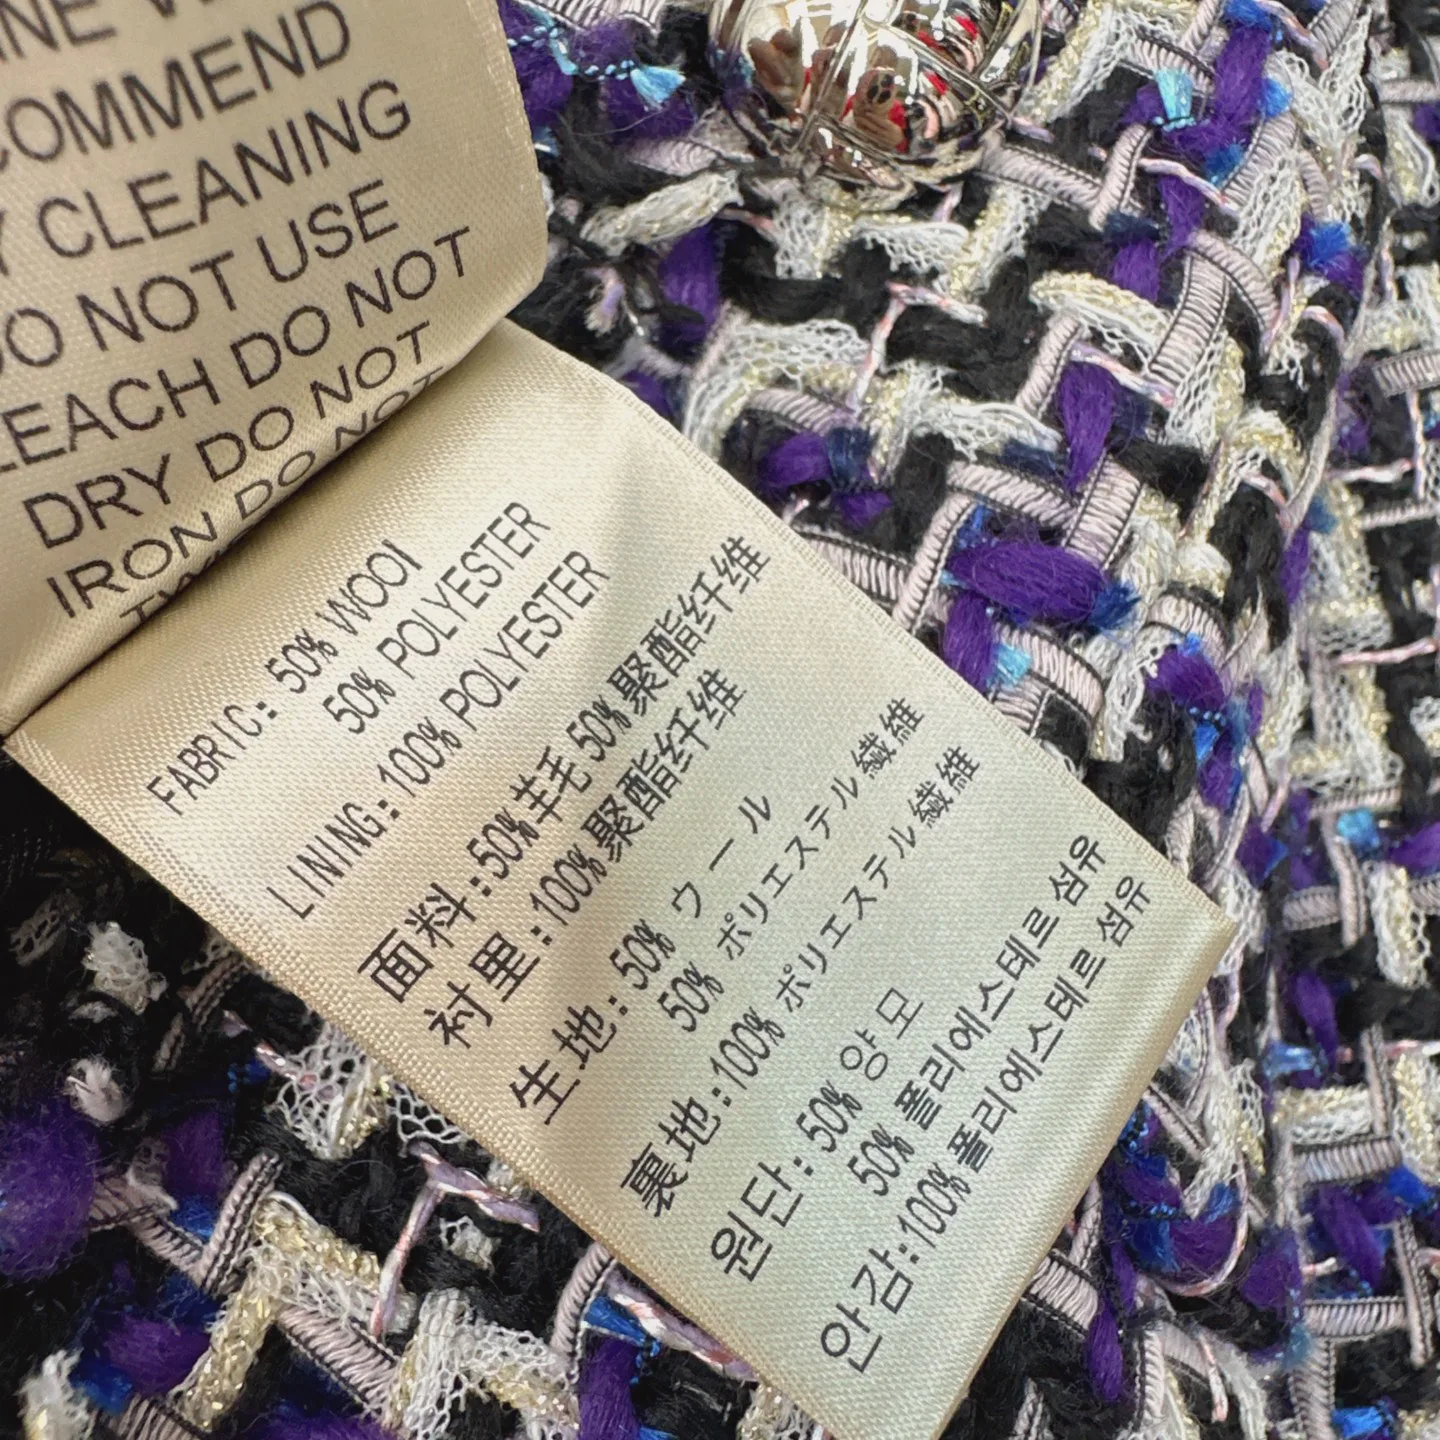 COMMEND
CLEANING
DO NOT USE
LEACH DO NOT
DRY DO NOT
IRON DO NOT
FABRIC: 50% WOOl
50% POLYESTER
LINING: 100% POLYESTER
面料:50%羊毛 50%聚酯纤维
衬里:100%聚酯纤维
生地: 50% ウール
50% ポリエステル 繊維
裏地:100% ポリエステル 繊維
원단: 50% 양모
50% 폴리에스테르 섬유
안감:100% 폴리에스테르 섬유